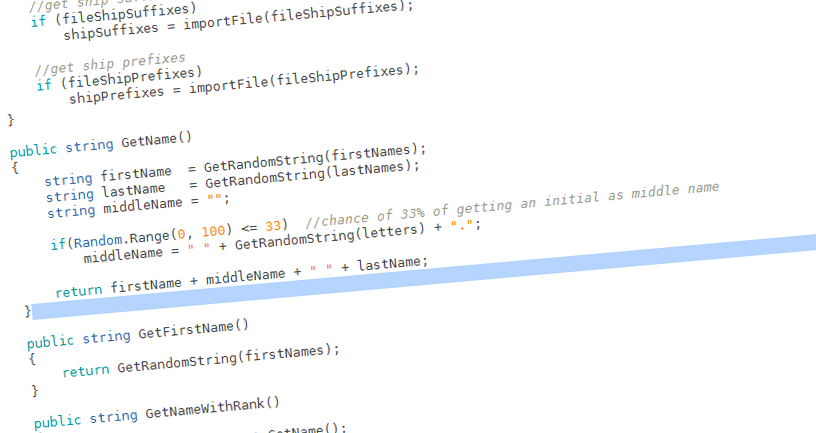 //get ship
if (fileShipSuffixes)
shipSuffixes = importFile(fileShipSuffixes);
//get ship prefixes
if (fileShipPrefixes)
shipPrefixes = importFile(fileShipPrefixes);
}
public string GetName()
{
string firstName = GetRandomString(firstNames);
string lastName = GetRandomString(lastNames);
string middleName = "";
if(Random.Range(0, 100) <= 33) //chance of 33% of getting an initial as middle name
middleName = " " + GetRandomString(letters) + ".";
return firstName + middleName + " " + lastName;
}
public string GetFirstName()
{
return GetRandomString(firstNames);
}
public string GetNameWithRank()
GetName();